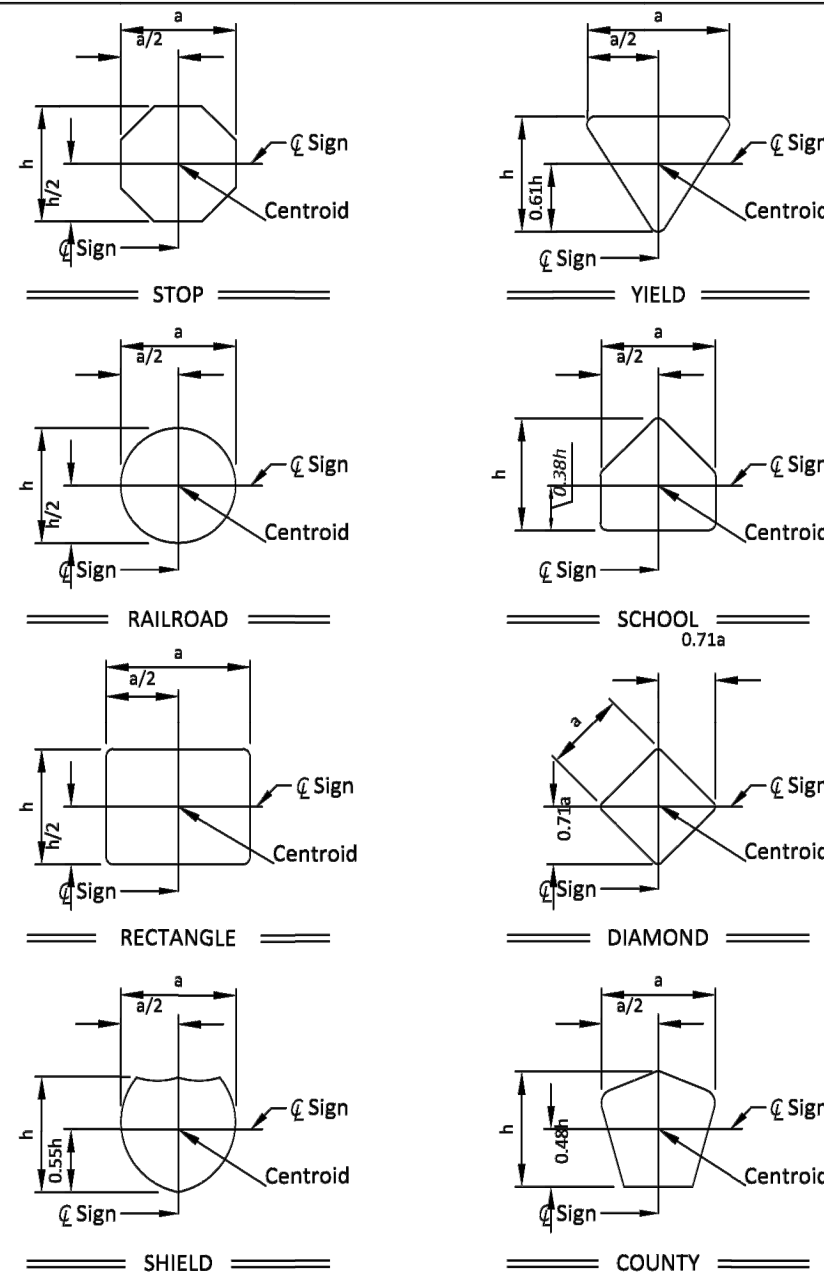 a
a/2
h
h/2
℄ Sign
Centroid
℄ Sign
STOP
a
a/2
h
0.61h
℄ Sign
Centroid
℄ Sign
YIELD
a
a/2
h
h/2
℄ Sign
Centroid
℄ Sign
RAILROAD
a
a/2
h
0.38h
℄ Sign
Centroid
℄ Sign
SCHOOL
a
a/2
h
h/2
℄ Sign
Centroid
℄ Sign
RECTANGLE
0.71a
a
0.71a
℄ Sign
Centroid
℄ Sign
DIAMOND
a
a/2
h
0.55h
℄ Sign
Centroid
℄ Sign
SHIELD
a
a/2
h
0.48h
℄ Sign
Centroid
℄ Sign
COUNTY